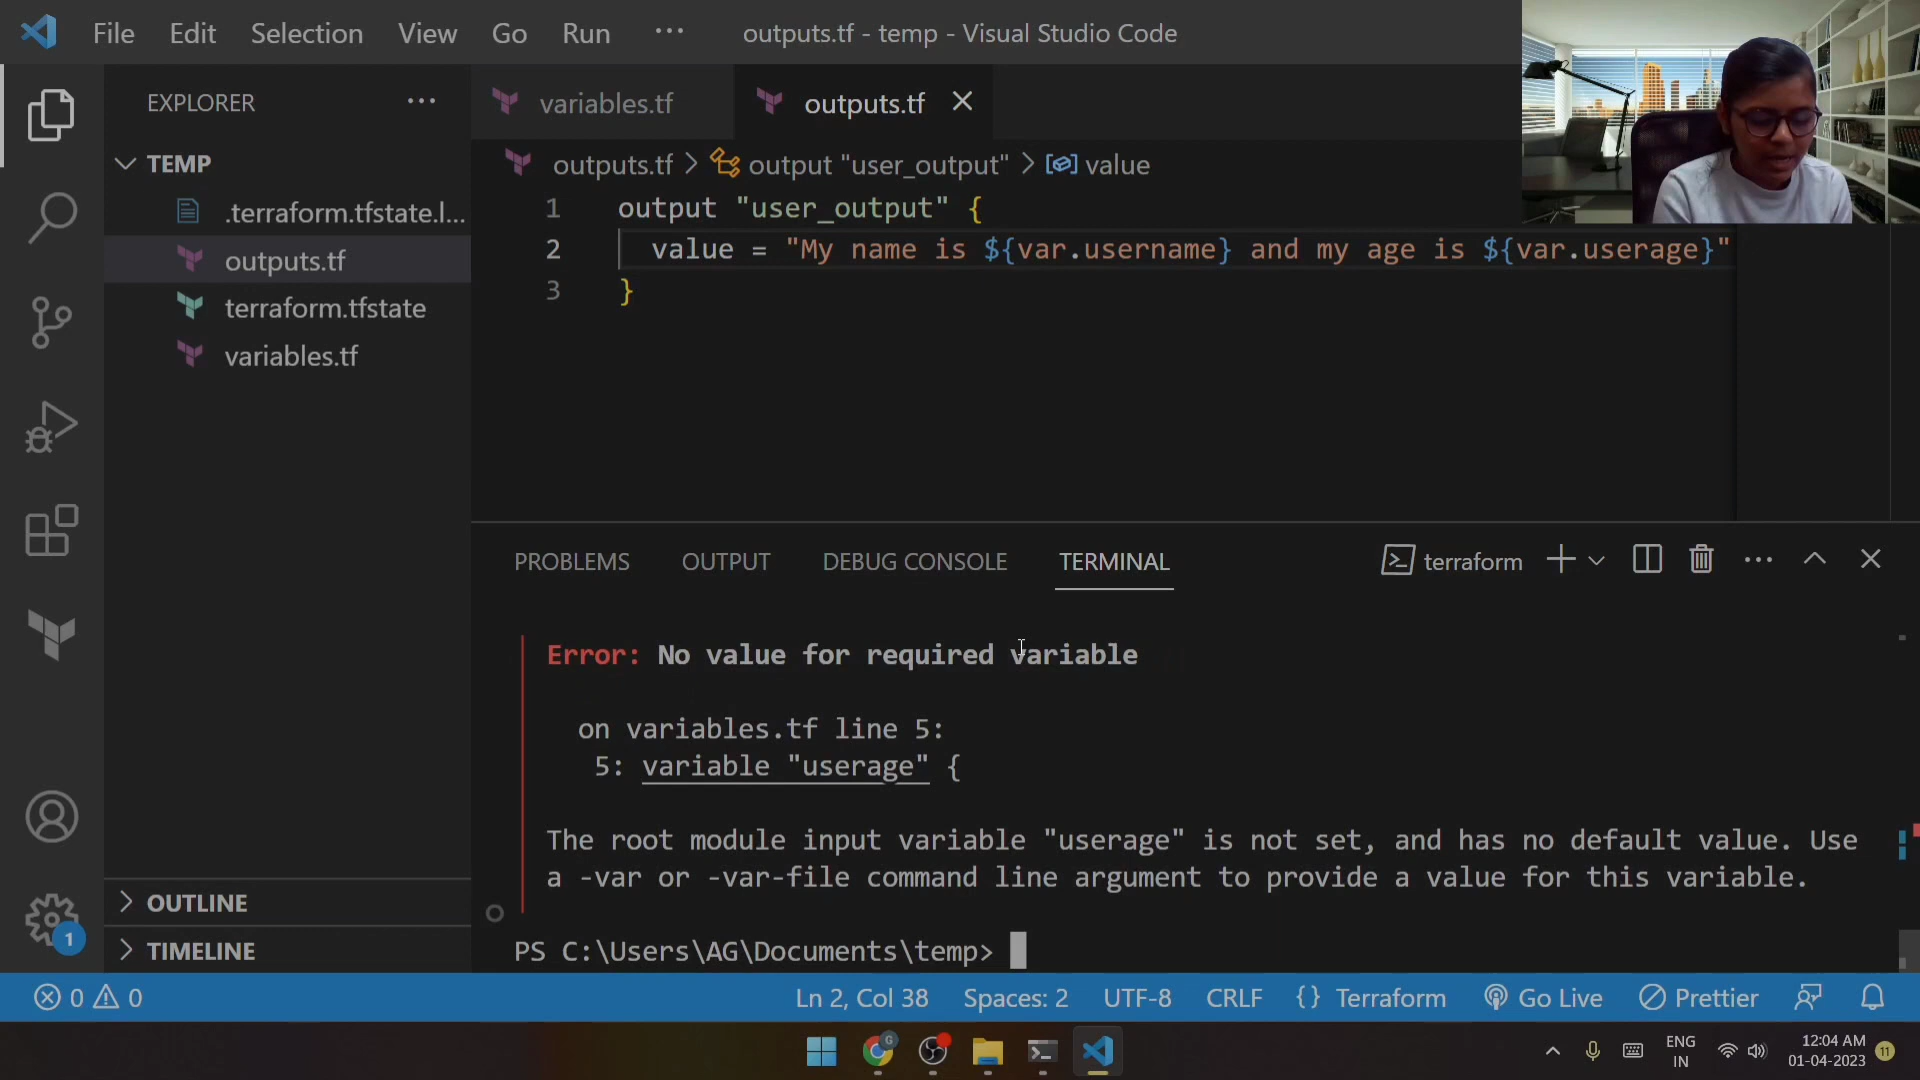 File Edit Selection View Go Run ··· outputs.tf - temp - Visual Studio Code
EXPLORER ···
TEMP
.terraform.tfstate.l...
outputs.tf
terraform.tfstate
variables.tf
OUTLINE
TIMELINE
variables.tf outputs.tf
outputs.tf > output "user_output" > value
1 output "user_output" {
2 value = "My name is ${var.username} and my age is ${var.userage}"
3 }
PROBLEMS OUTPUT DEBUG CONSOLE TERMINAL terraform
Error: No value for required variable
on variables.tf line 5:
5: variable "userage" {
The root module input variable "userage" is not set, and has no default value. Use
a -var or -var-file command line argument to provide a value for this variable.
PS C:\Users\AG\Documents\temp>
1
0 0 Ln 2, Col 38 Spaces: 2 UTF-8 CRLF {} Terraform Go Live Prettier
G ENG 12:04 AM
IN 01-04-2023 11